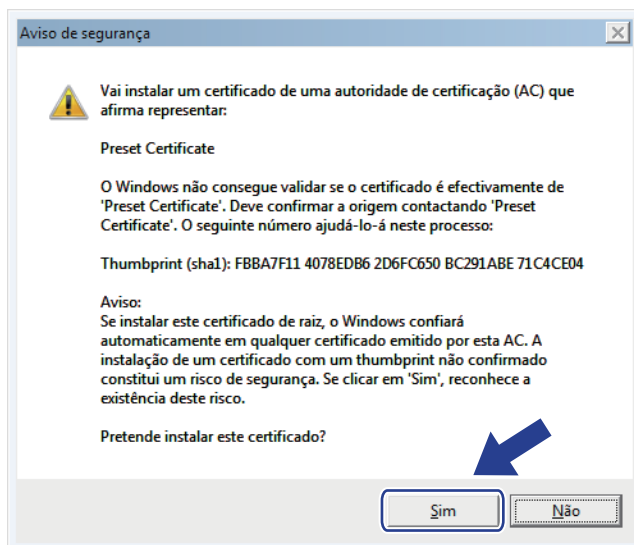 Aviso de segurança
Vai instalar um certificado de uma autoridade de certificação (AC) que
afirma representar:
Preset Certificate
O Windows não consegue validar se o certificado é efectivamente de
'Preset Certificate'. Deve confirmar a origem contactando 'Preset
Certificate'. O seguinte número ajudá-lo-á neste processo:
Thumbprint (sha1): FBBA7F11 4078EDB6 2D6FC650 BC291ABE 71C4CE04
Aviso:
Se instalar este certificado de raiz, o Windows confiará
automaticamente em qualquer certificado emitido por esta AC. A
instalação de um certificado com um thumbprint não confirmado
constitui um risco de segurança. Se clicar em 'Sim', reconhece a
existência deste risco.
Pretende instalar este certificado?
Sim
Não